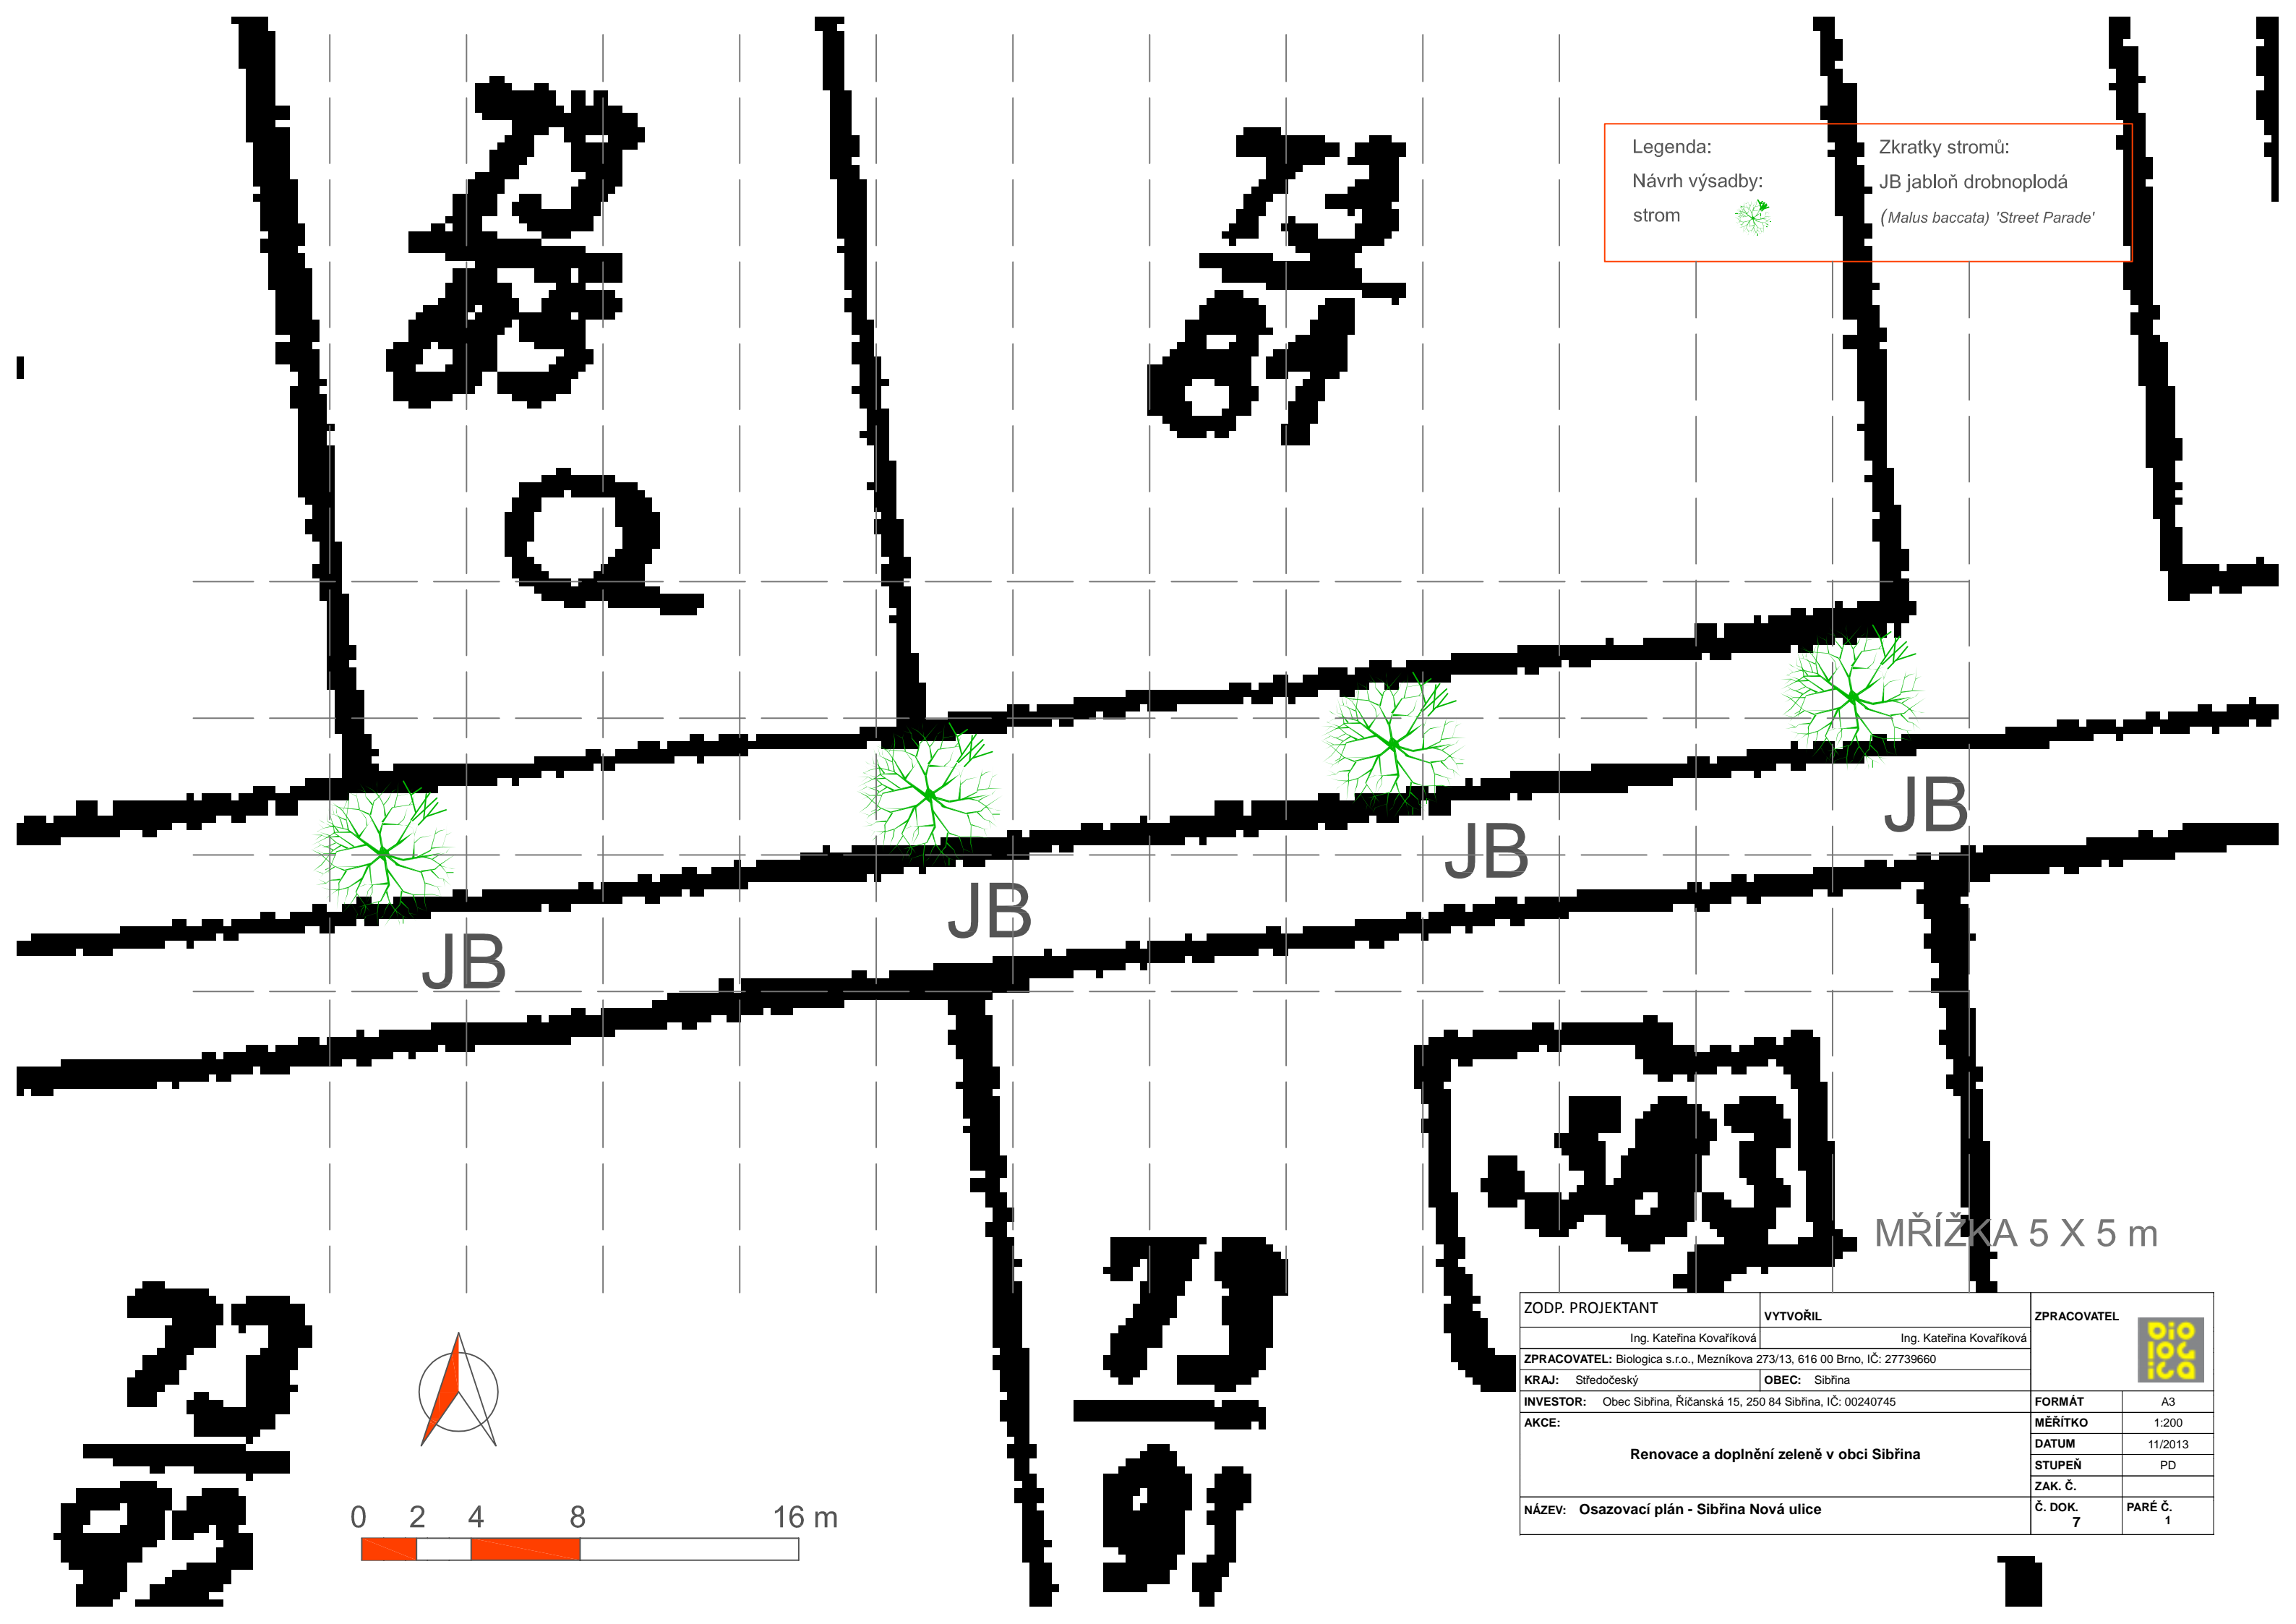 73
83
73
87
Legenda:
Návrh výsadby:
strom
Zkratky stromů:
JB jabloň drobnoplodá
(Malus baccata) 'Street Parade'
JB
JB
JB
JB
583
MŘÍŽKA 5 X 5 m
73
92
73
91
0 2 4 8 16 m
ZODP. PROJEKTANT
VYTVOŘIL
ZPRACOVATEL
Ing. Kateřina Kovaříková
Ing. Kateřina Kovaříková
biologica
ZPRACOVATEL: Biologica s.r.o., Mezníkova 273/13, 616 00 Brno, IČ: 27739660
KRAJ: Středočeský
OBEC: Sibřina
INVESTOR: Obec Sibřina, Říčanská 15, 250 84 Sibřina, IČ: 00240745
FORMÁT A3
AKCE:
MĚŘÍTKO 1:200
Renovace a doplnění zeleně v obci Sibřina
DATUM 11/2013
STUPEŇ PD
ZAK. Č.
NÁZEV: Osazovací plán - Sibřina Nová ulice
Č. DOK.
7
PARÉ Č.
1